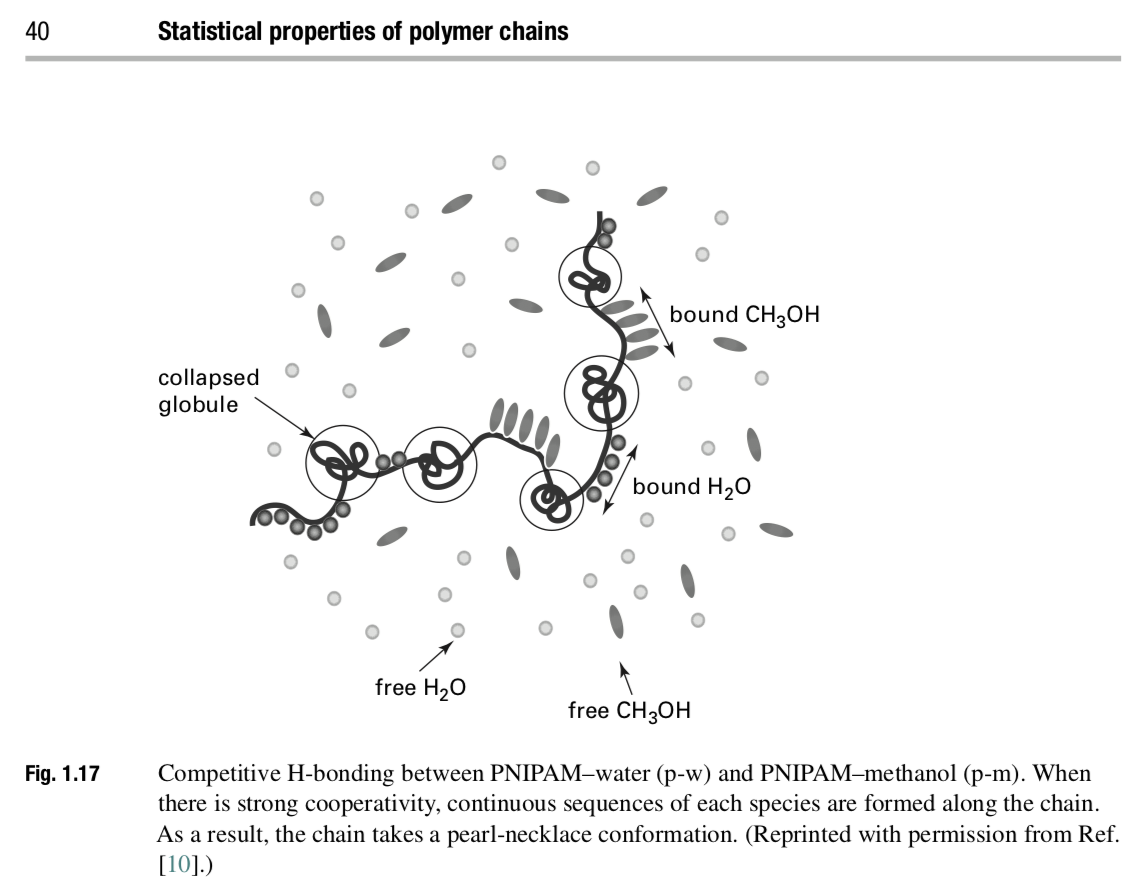 40 Statistical properties of polymer chains
bound CH₃OH
collapsed
globule
bound H₂O
free H₂O
free CH₃OH
Fig. 1.17 Competitive H-bonding between PNIPAM–water (p-w) and PNIPAM–methanol (p-m). When
there is strong cooperativity, continuous sequences of each species are formed along the chain.
As a result, the chain takes a pearl-necklace conformation. (Reprinted with permission from Ref.
[10].)